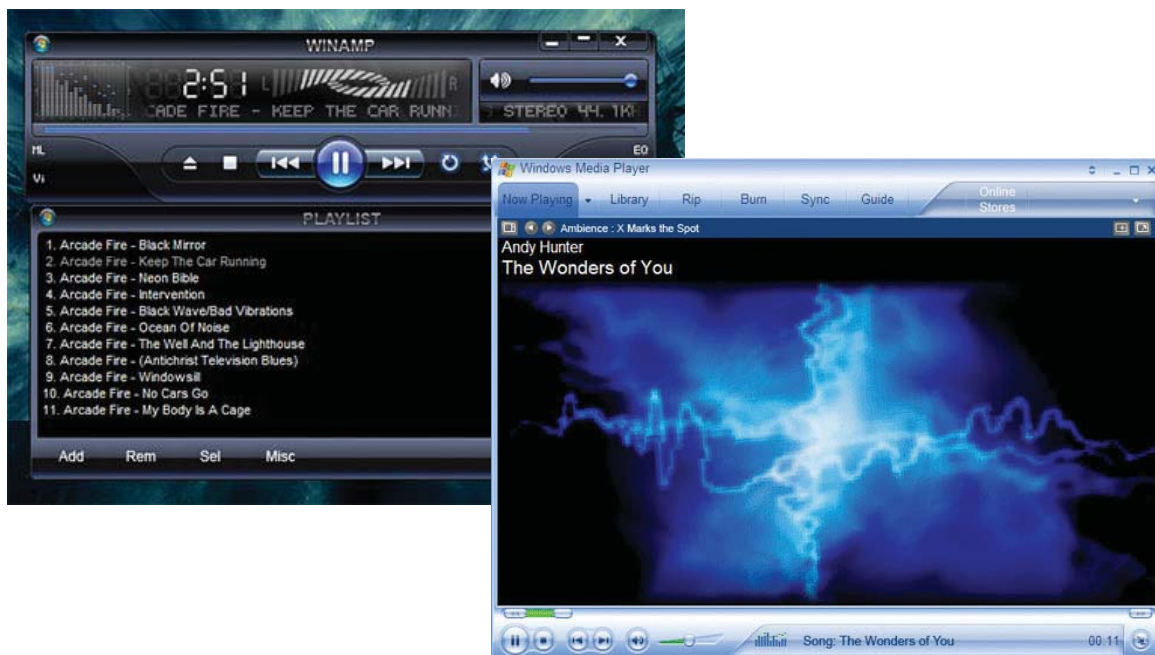 WINAMP
2:51 L R
CADE FIRE - KEEP THE CAR RUNN
STEREO 44. 1KH
ML
EQ
Vi
PLAYLIST
1. Arcade Fire - Black Mirror
2. Arcade Fire - Keep The Car Running
3. Arcade Fire - Neon Bible
4. Arcade Fire - Intervention
5. Arcade Fire - Black Wave/Bad Vibrations
6. Arcade Fire - Ocean Of Noise
7. Arcade Fire - The Well And The Lighthouse
8. Arcade Fire - (Antichrist Television Blues)
9. Arcade Fire - Windowsill
10. Arcade Fire - No Cars Go
11. Arcade Fire - My Body Is A Cage
Add Rem Sel Misc
Windows Media Player
Now Playing Library Rip Burn Sync Guide Online Stores
Ambience : X Marks the Spot
Andy Hunter
The Wonders of You
Song: The Wonders of You 00:11